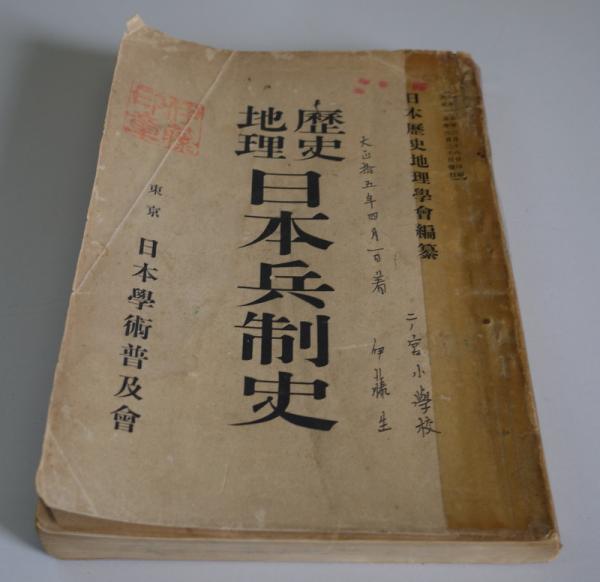 日本歷史地理學會編纂
二ノ宮小學校
大正拾五年四月一日着
伊藤生
歷史
地理
日本兵制史
東京 日本學術普及會